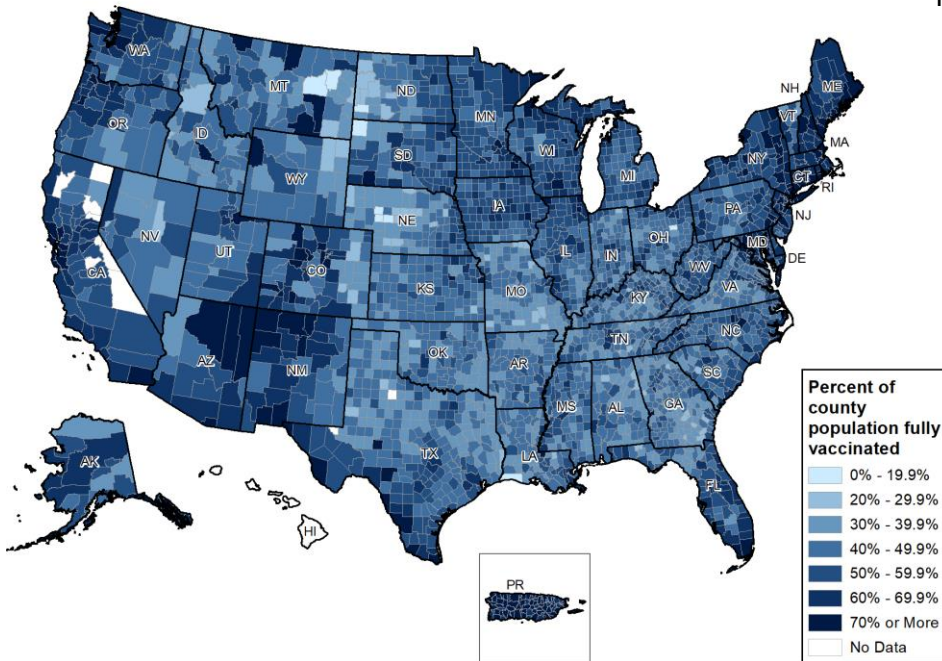 WA
MT
ND
MN
NH
ME
VT
OR
ID
WY
SD
WI
MI
NY
MA
CT
RI
NV
UT
CO
NE
IA
IL
IN
OH
PA
NJ
MD
DE
WV
VA
CA
KS
MO
KY
NC
AZ
NM
OK
AR
TN
SC
TX
LA
MS
AL
GA
FL
AK
HI
PR
Percent of
county
population fully
vaccinated
0% - 19.9%
20% - 29.9%
30% - 39.9%
40% - 49.9%
50% - 59.9%
60% - 69.9%
70% or More
No Data